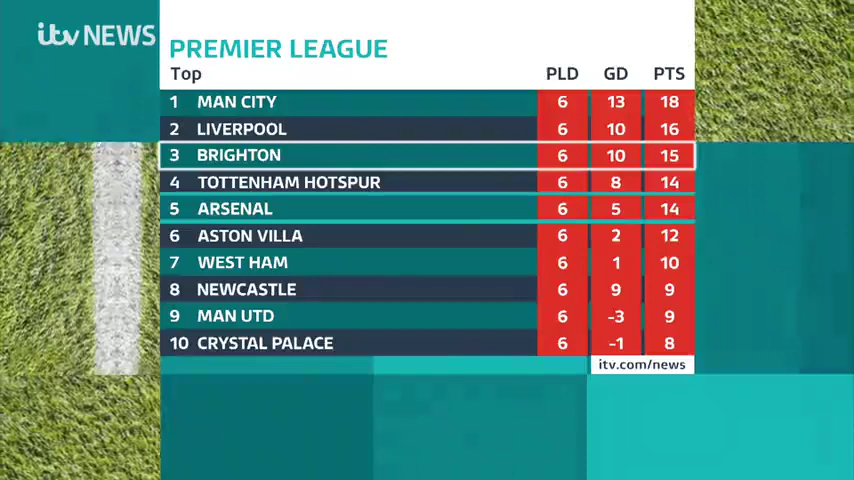 itv NEWS
PREMIER LEAGUE
Top PLD GD PTS
1 MAN CITY 6 13 18
2 LIVERPOOL 6 10 16
3 BRIGHTON 6 10 15
4 TOTTENHAM HOTSPUR 6 8 14
5 ARSENAL 6 5 14
6 ASTON VILLA 6 2 12
7 WEST HAM 6 1 10
8 NEWCASTLE 6 9 9
9 MAN UTD 6 -3 9
10 CRYSTAL PALACE 6 -1 8
itv.com/news